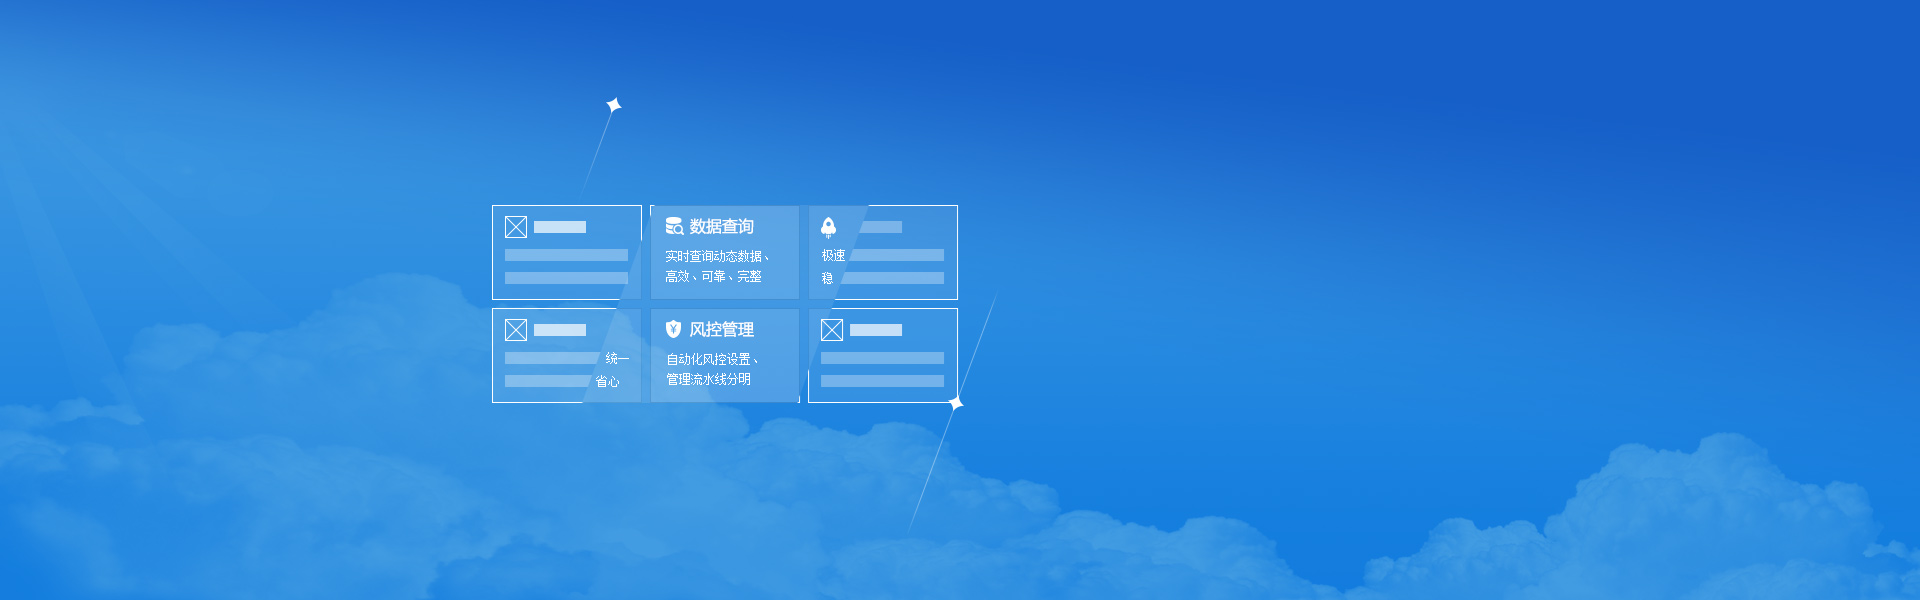 数据查询
实时查询动态数据、
高效、可靠、完整
极速
稳
风控管理
自动化风控设置、
管理流水线分明
统一
省心